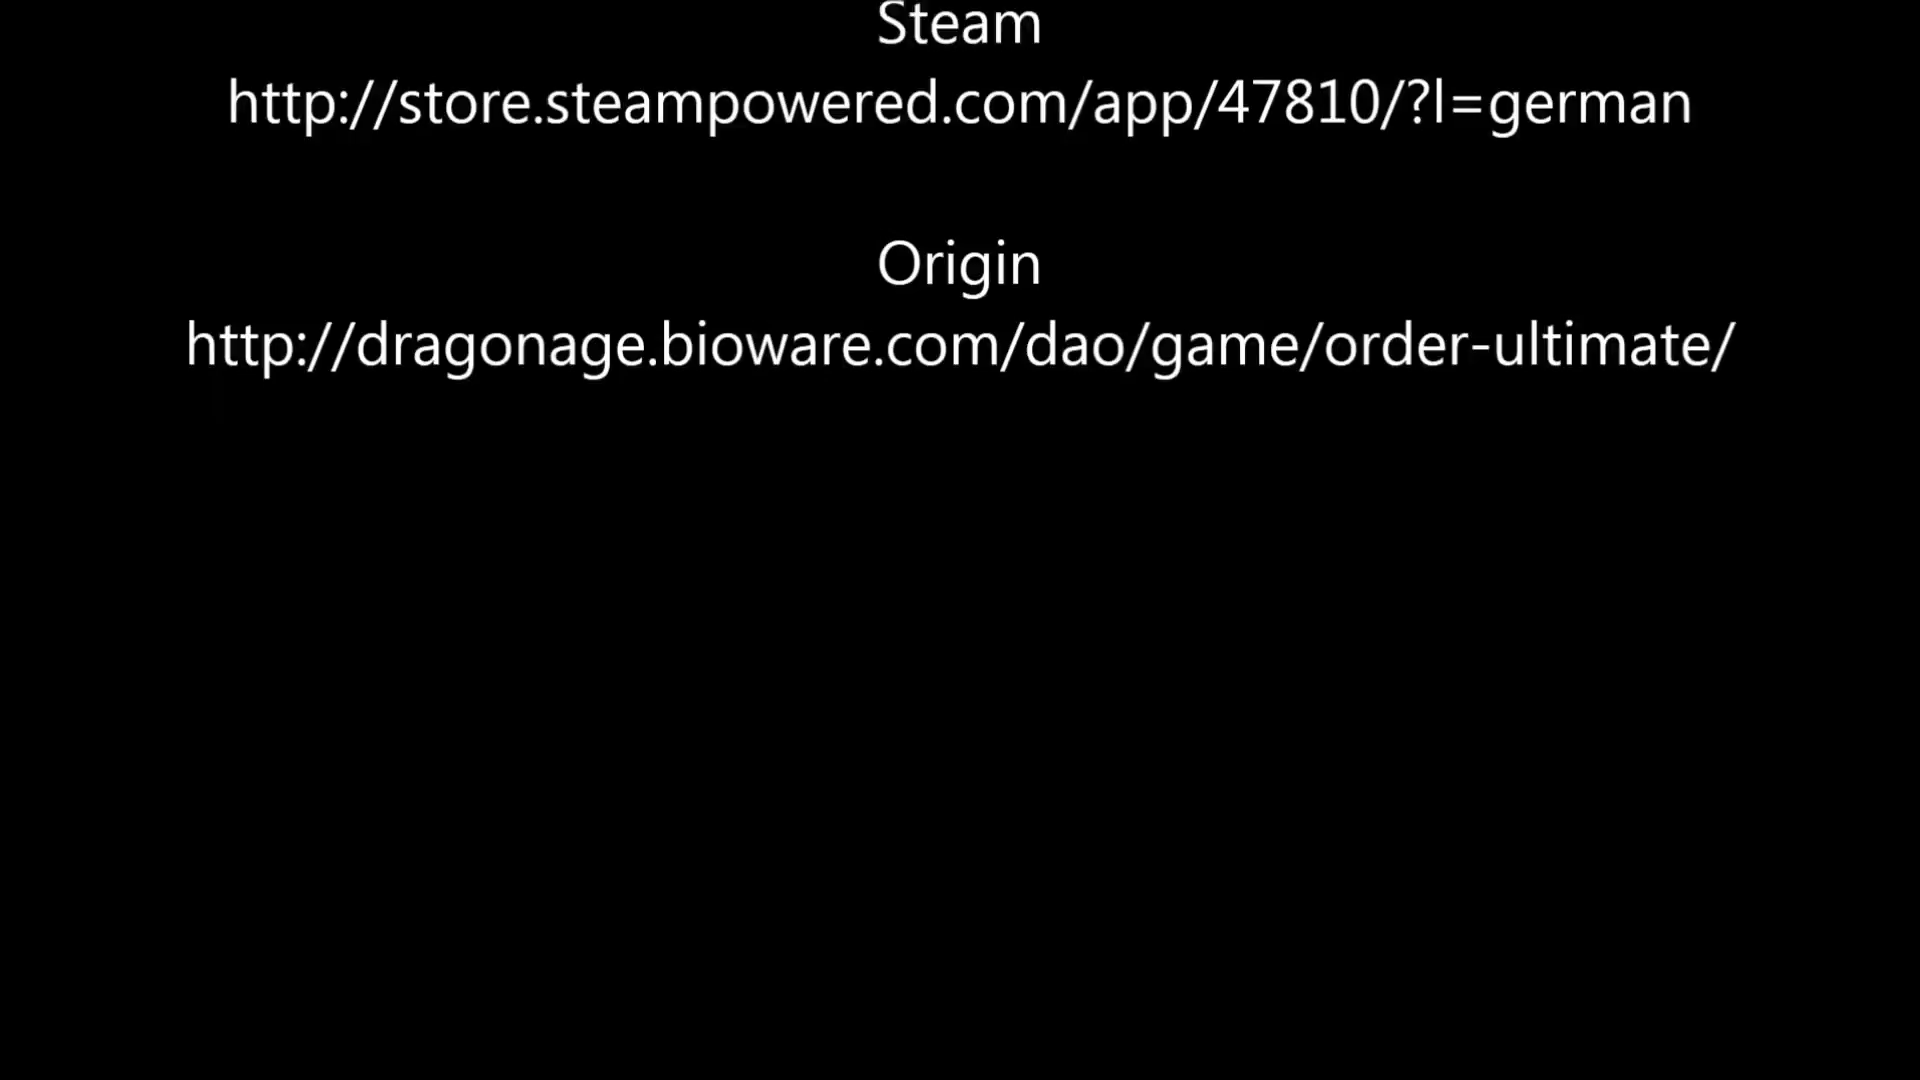 Steam
http://store.steampowered.com/app/47810/?l=german
Origin
http://dragonage.bioware.com/dao/game/order-ultimate/